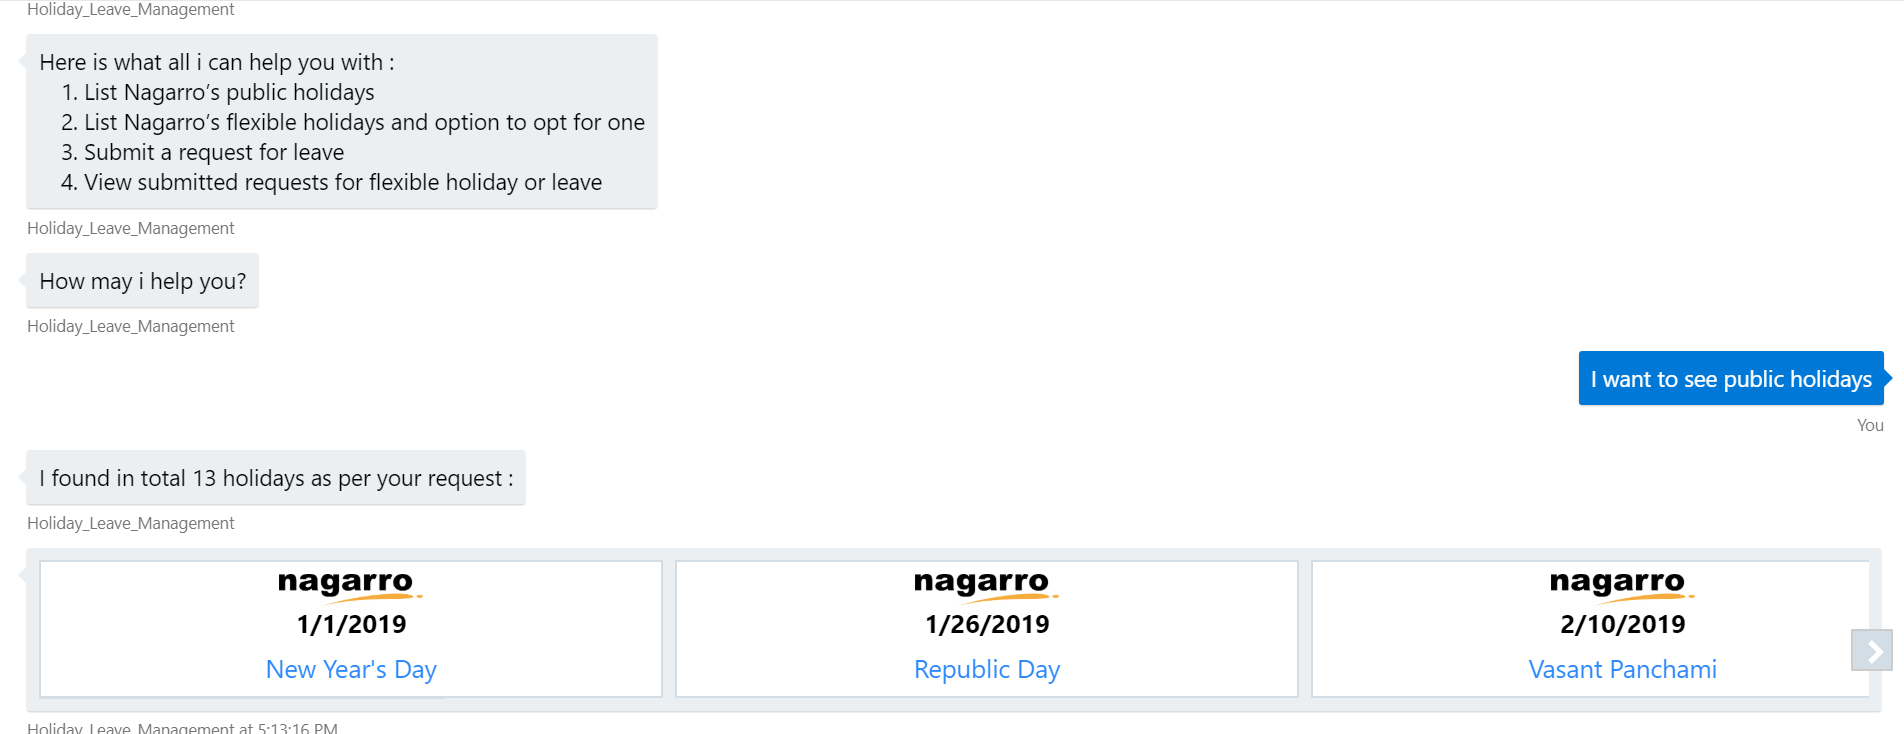 Holiday_Leave_Management
Here is what all i can help you with :
1. List Nagarro’s public holidays
2. List Nagarro’s flexible holidays and option to opt for one
3. Submit a request for leave
4. View submitted requests for flexible holiday or leave
Holiday_Leave_Management
How may i help you?
Holiday_Leave_Management
I want to see public holidays
You
I found in total 13 holidays as per your request :
Holiday_Leave_Management
nagarro
1/1/2019
New Year's Day
nagarro
1/26/2019
Republic Day
nagarro
2/10/2019
Vasant Panchami
Holiday_Leave_Management at 5:13:16 PM